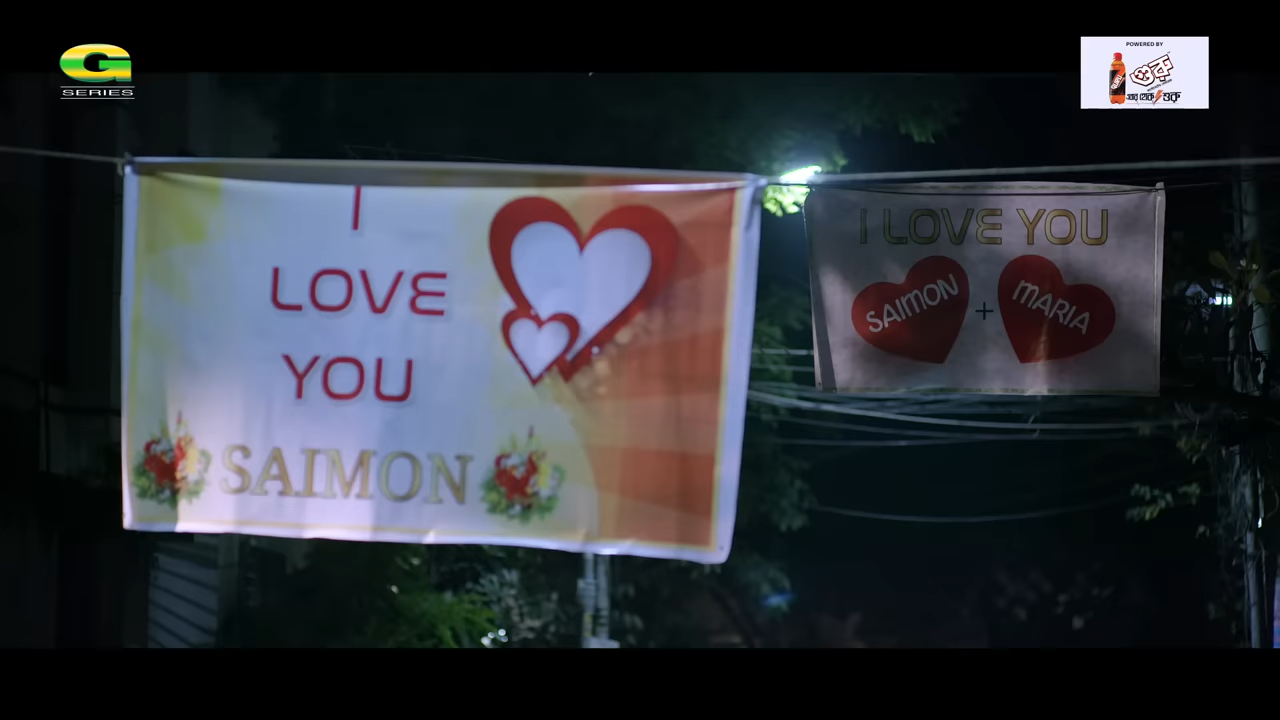 G
SERIES
POWERED BY
গুরু
I
LOVE
YOU
SAIMON
I LOVE YOU
SAIMON + MARIA